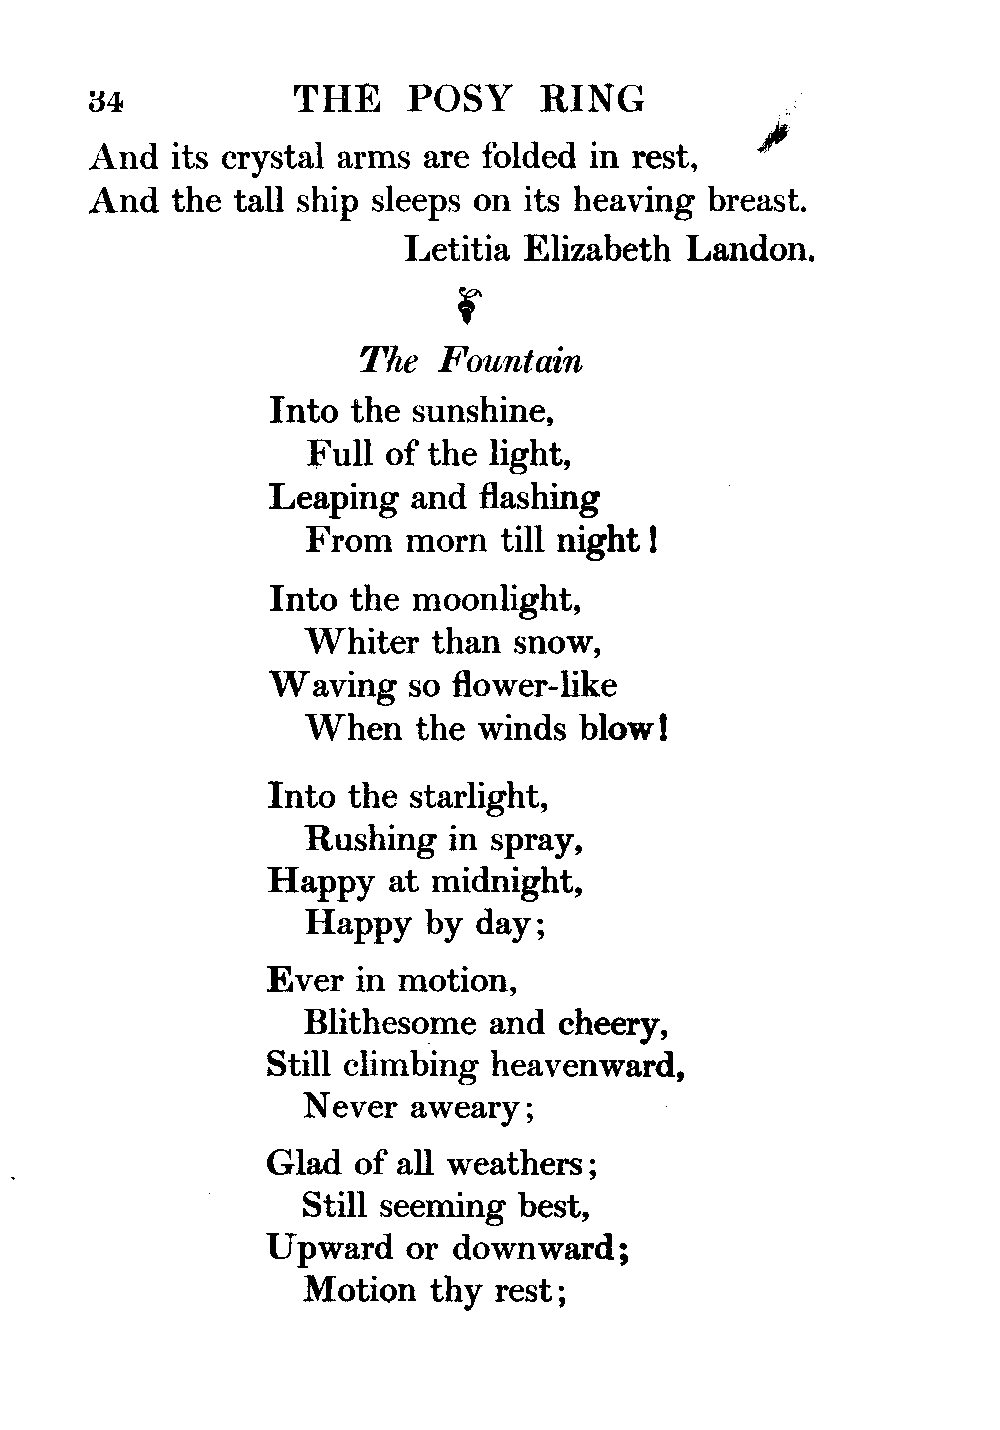 34 THE POSY RING
And its crystal arms are folded in rest,
And the tall ship sleeps on its heaving breast.
Letitia Elizabeth Landon.
The Fountain
Into the sunshine,
Full of the light,
Leaping and flashing
From morn till night!
Into the moonlight,
Whiter than snow,
Waving so flower-like
When the winds blow!
Into the starlight,
Rushing in spray,
Happy at midnight,
Happy by day;
Ever in motion,
Blithesome and cheery,
Still climbing heavenward,
Never aweary;
Glad of all weathers;
Still seeming best,
Upward or downward;
Motion thy rest;